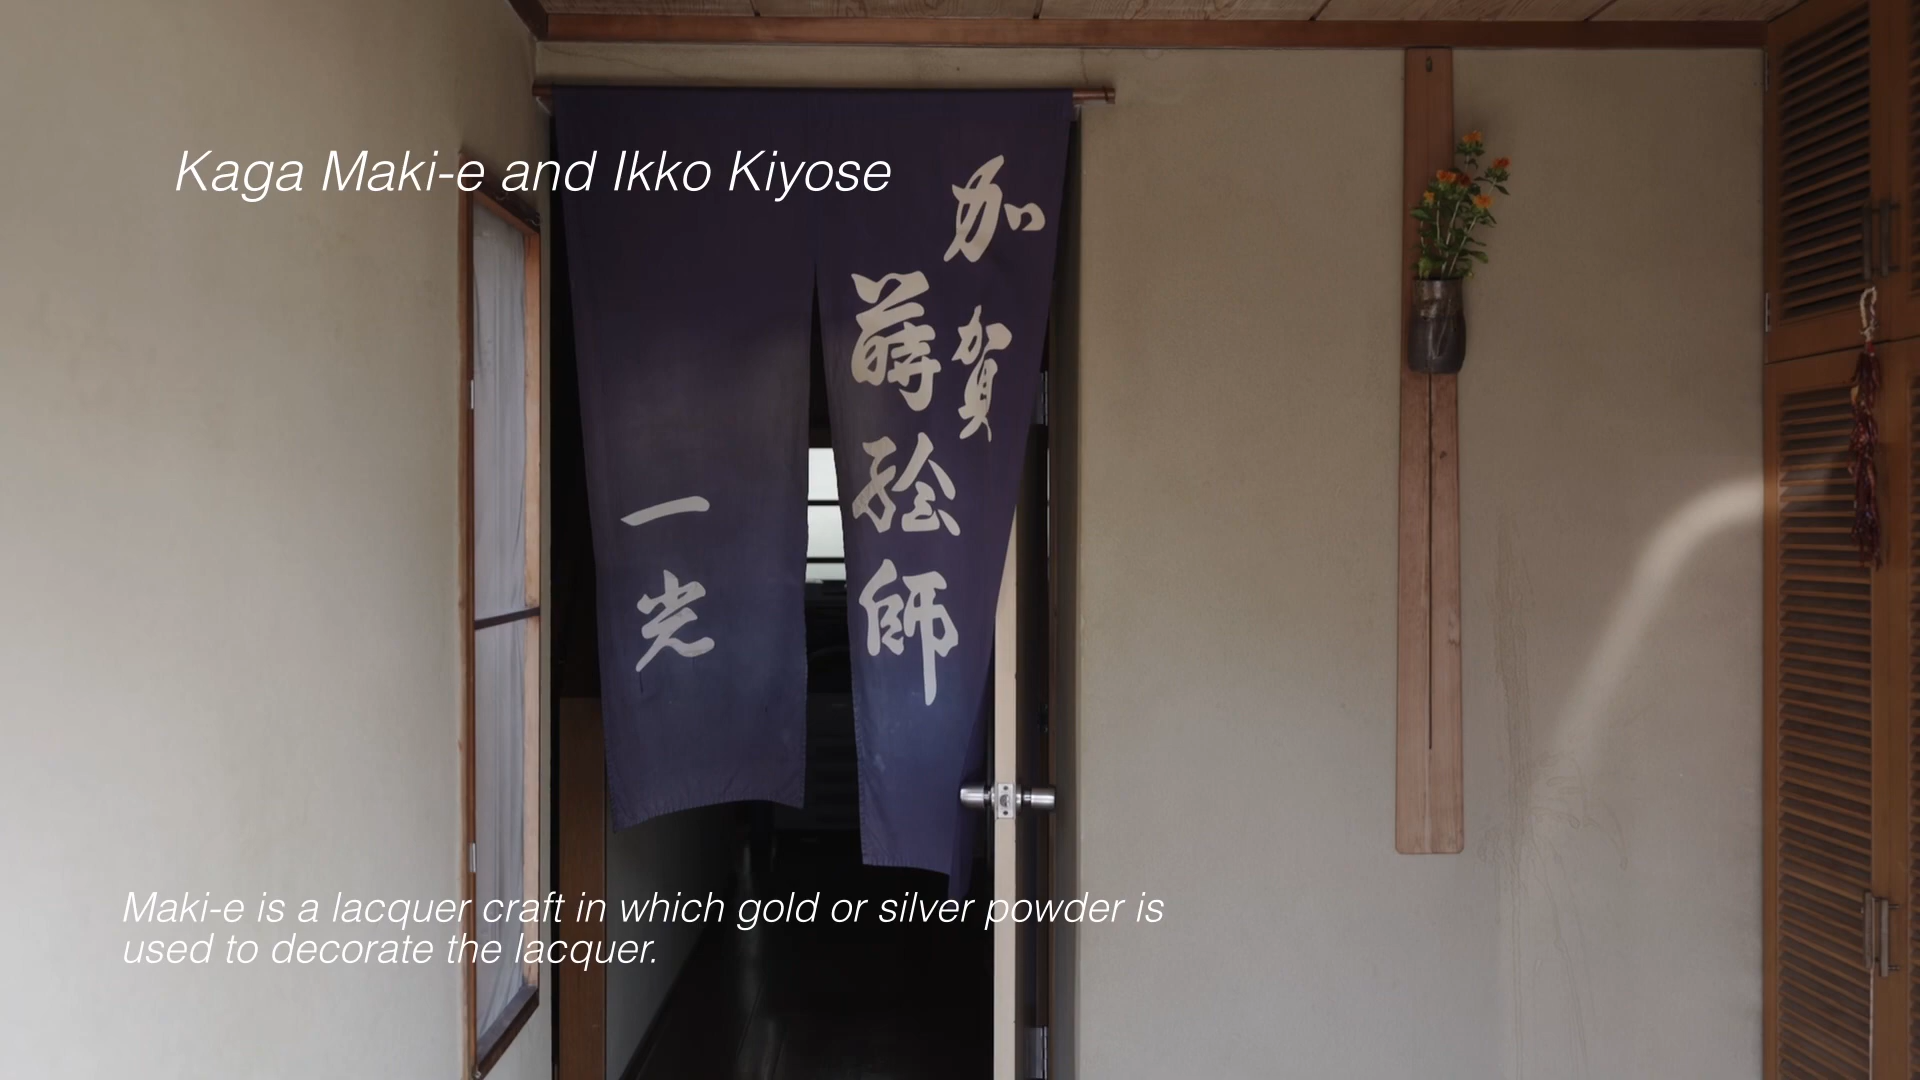 Kaga Maki-e and Ikko Kiyose
加賀
蒔絵師
一光
Maki-e is a lacquer craft in which gold or silver powder is
used to decorate the lacquer.